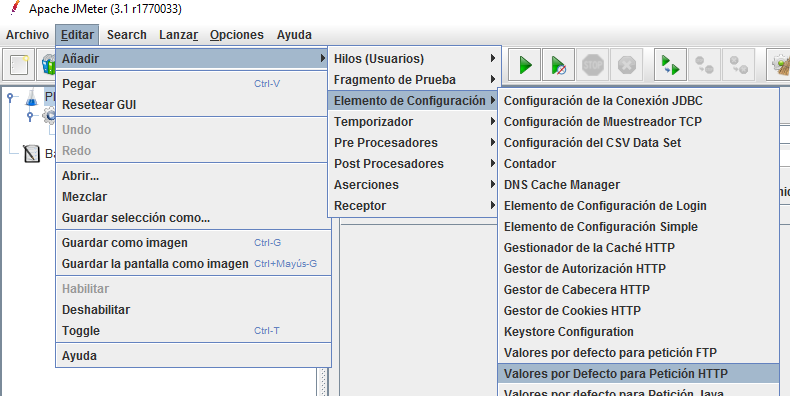 Apache JMeter (3.1 r1770033)
Archivo Editar Search Lanzar Opciones Ayuda
Añadir
Pegar Ctrl-V
Resetear GUI
Undo
Redo
Abrir...
Mezclar
Guardar selección como...
Guardar como imagen Ctrl-G
Guardar la pantalla como imagen Ctrl+Mayús-G
Habilitar
Deshabilitar
Toggle Ctrl-T
Ayuda
Hilos (Usuarios)
Fragmento de Prueba
Elemento de Configuración
Temporizador
Pre Procesadores
Post Procesadores
Aserciones
Receptor
Configuración de la Conexión JDBC
Configuración de Muestreador TCP
Configuración del CSV Data Set
Contador
DNS Cache Manager
Elemento de Configuración de Login
Elemento de Configuración Simple
Gestionador de la Caché HTTP
Gestor de Autorización HTTP
Gestor de Cabecera HTTP
Gestor de Cookies HTTP
Keystore Configuration
Valores por defecto para petición FTP
Valores por Defecto para Petición HTTP
Valores por defecto para Petición Java
STOP